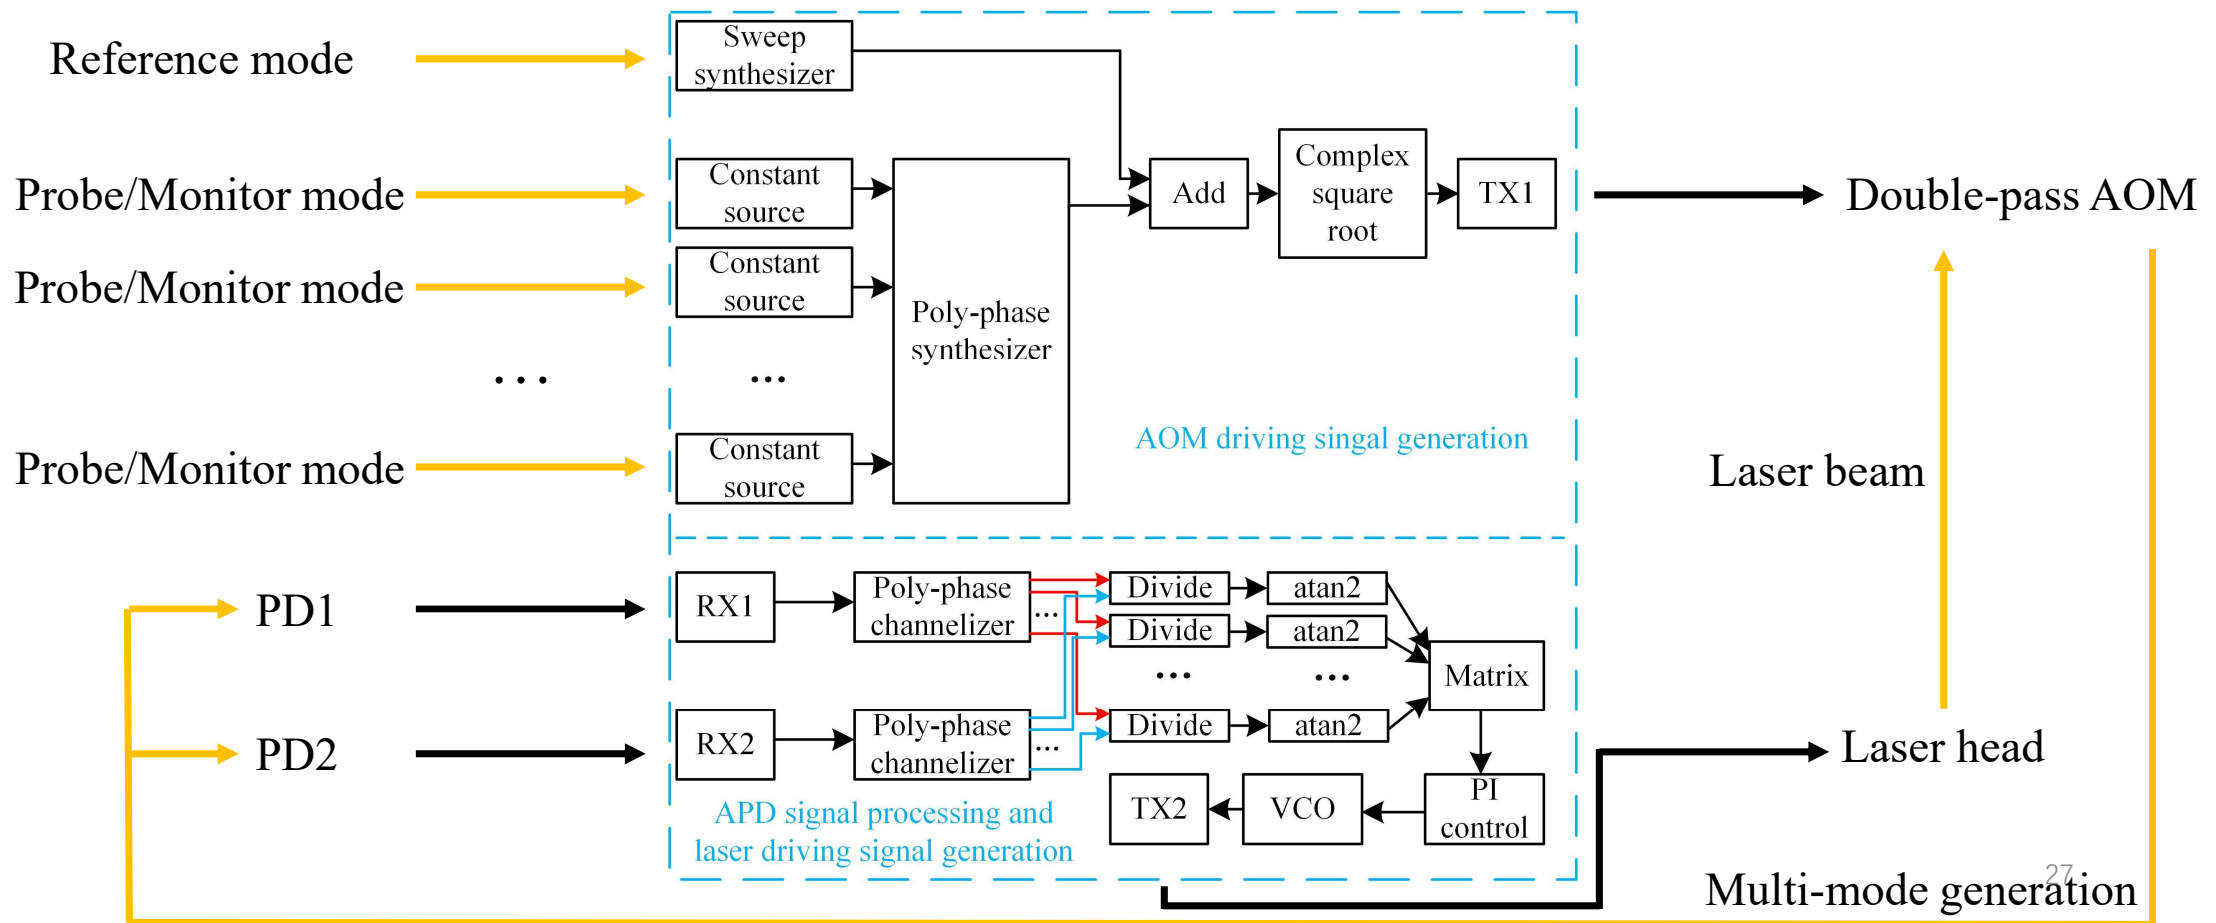 Reference mode
Sweep
synthesizer
Probe/Monitor mode
Constant
source
Probe/Monitor mode
Constant
source
...
...
Probe/Monitor mode
Constant
source
Poly-phase
synthesizer
Add
Complex
square
root
TX1
Double-pass AOM
AOM driving singal generation
Laser beam
PD1
RX1
Poly-phase
channelizer
...
PD2
RX2
Poly-phase
channelizer
...
Divide
atan2
Divide
atan2
...
...
Divide
atan2
Matrix
TX2
VCO
PI
control
APD signal processing and
laser driving signal generation
Laser head
27
Multi-mode generation